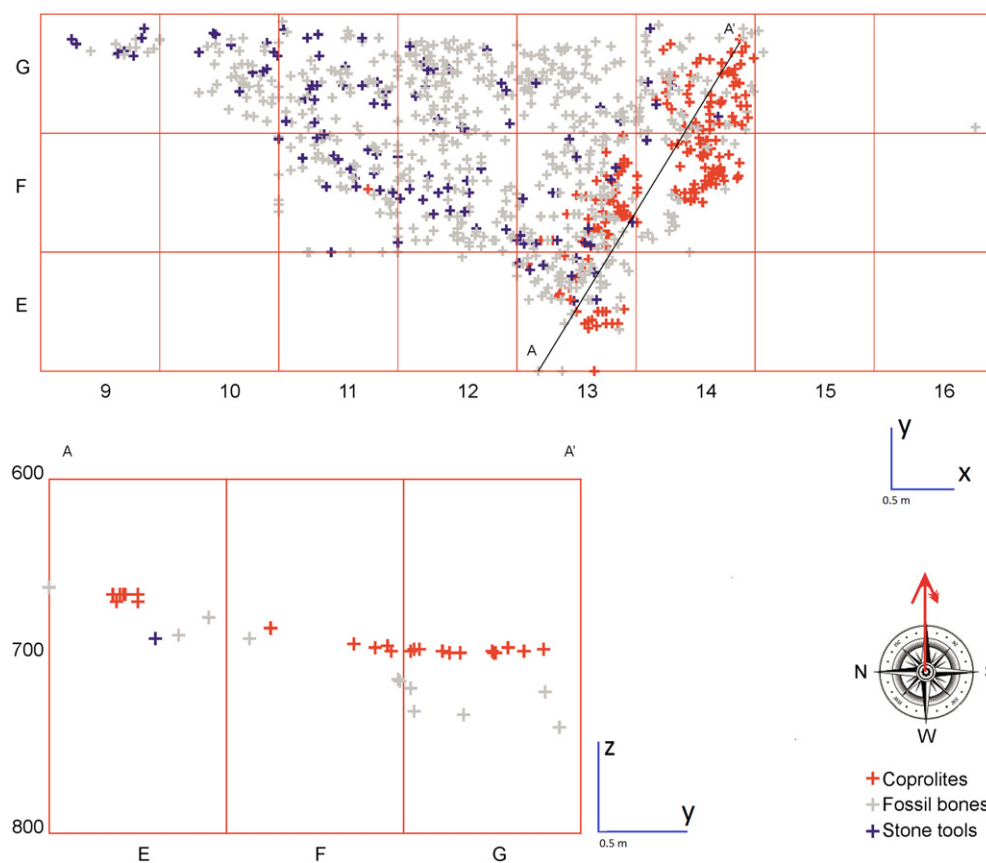 A'
G
F
E
A
9 10 11 12 13 14 15 16
A A'
600
700
800
E F G
z
y
0.5 m
y
x
0.5 m
N S
W
Coprolites
Fossil bones
Stone tools